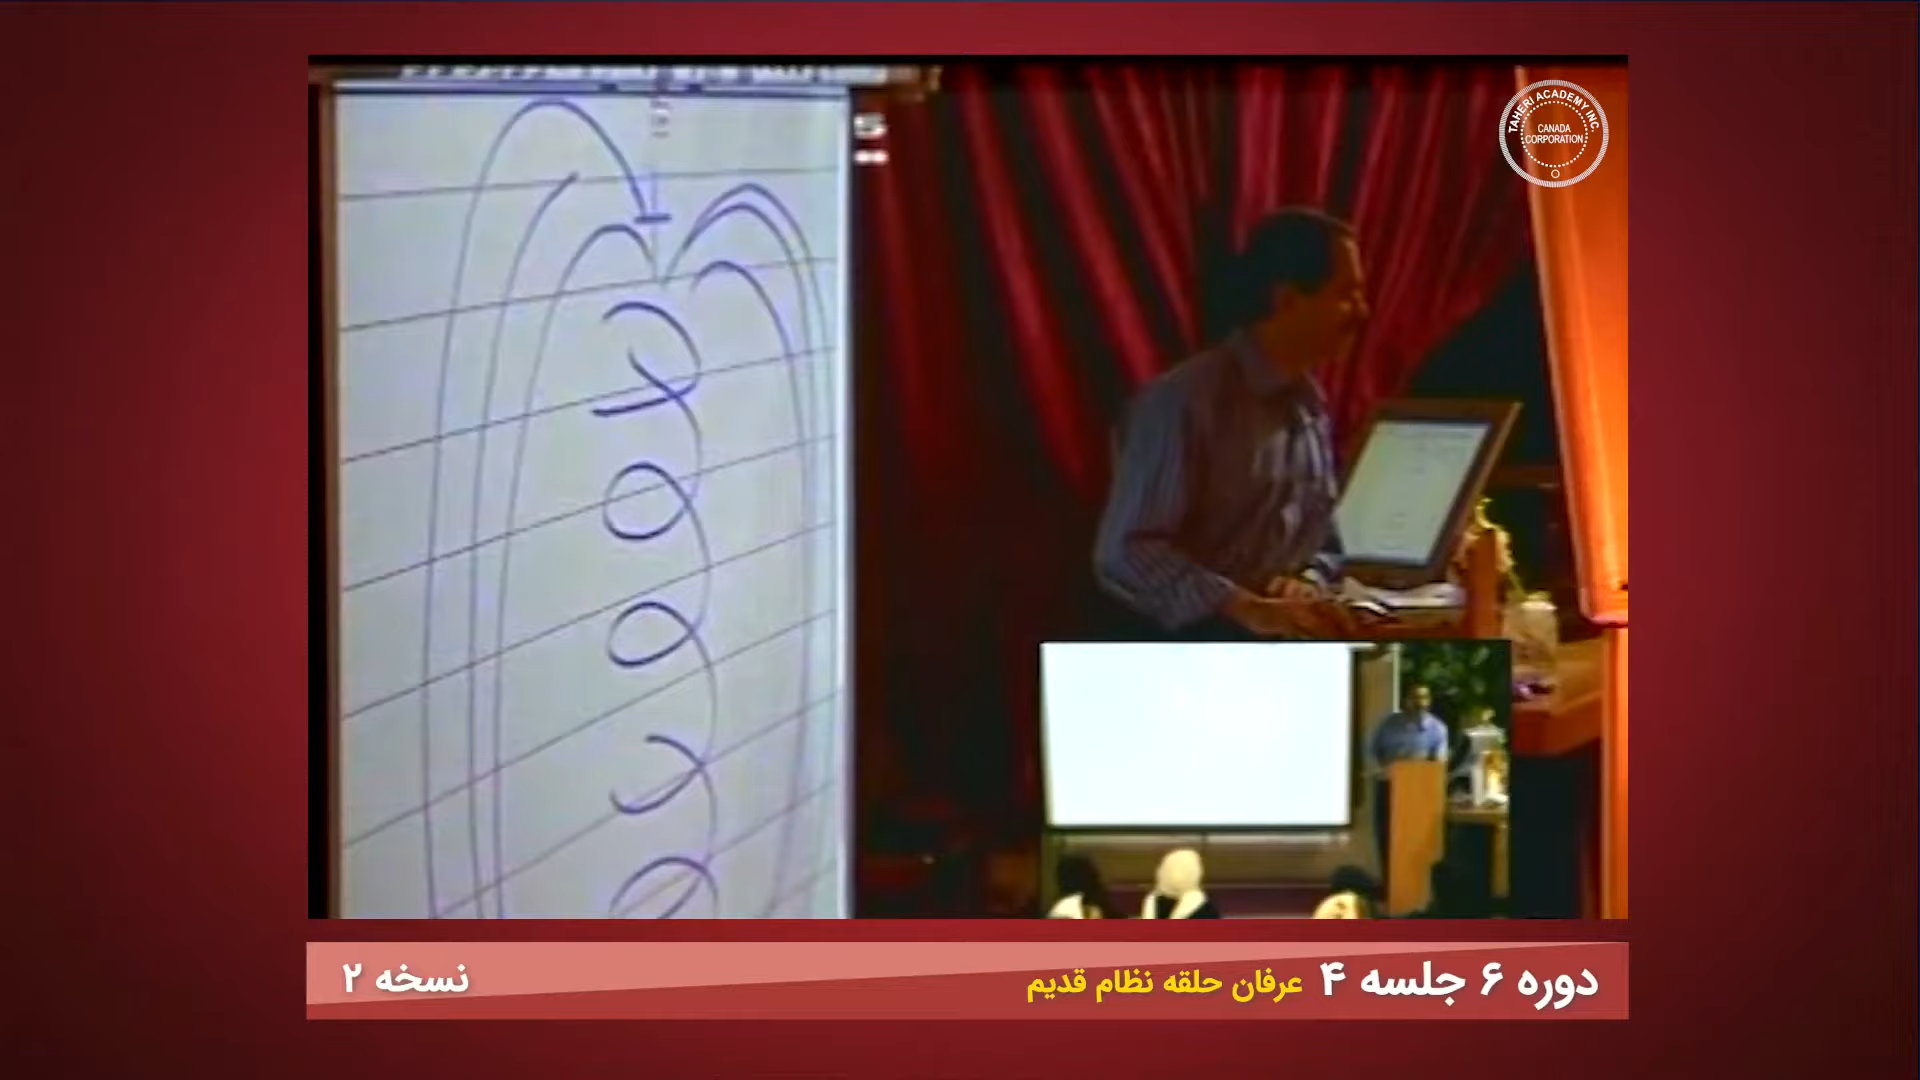 TAHERI ACADEMY INC.
CANADA
CORPORATION
دوره ۶ جلسه ۴ عرفان حلقه نظام قدیم
نسخه ۲